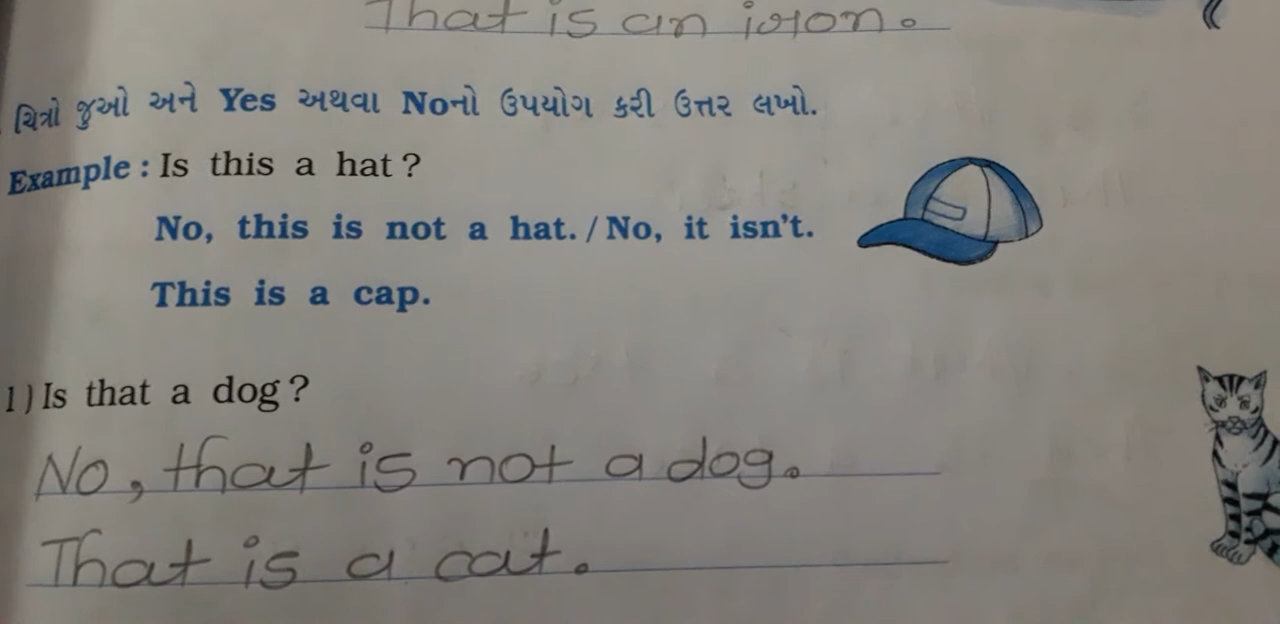 That is an iron.
ચિત્રો જુઓ અને Yes અથવા Noનો ઉપયોગ કરી ઉત્તર લખો.
Example : Is this a hat ?
No, this is not a hat. / No, it isn't.
This is a cap.
1) Is that a dog ?
No, that is not a dog.
That is a cat.